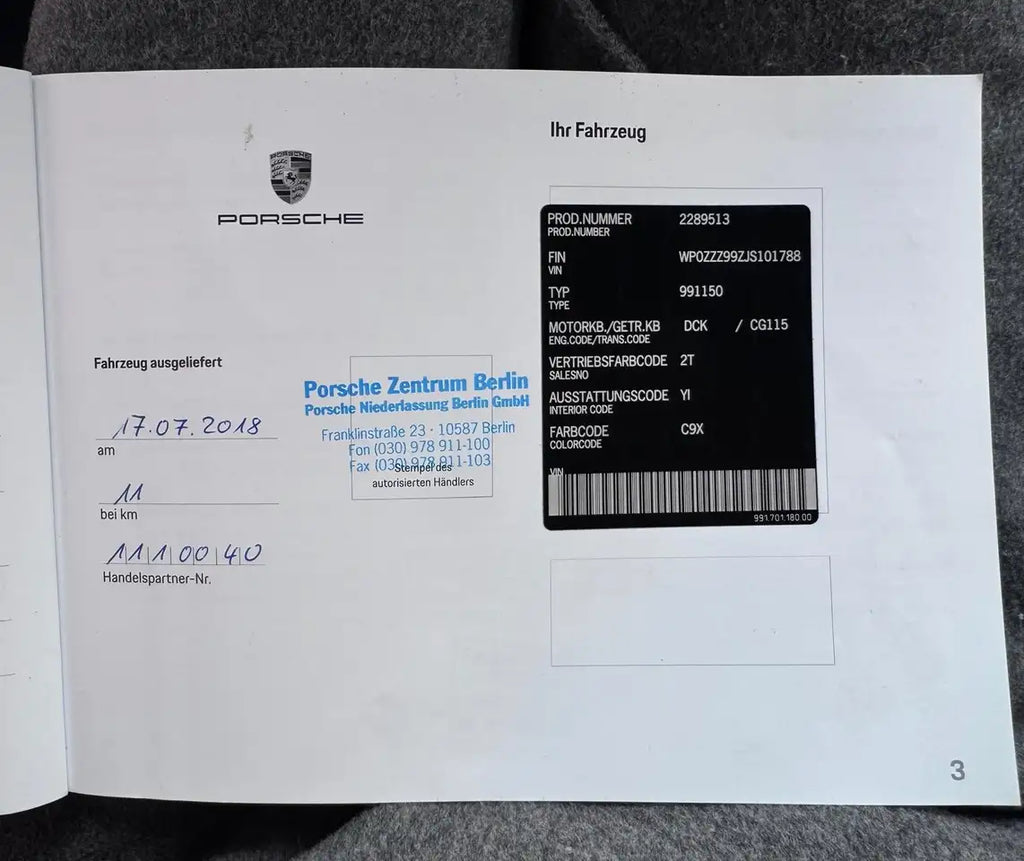 PORSCHE
PORSCHE
Fahrzeug ausgeliefert
17.07.2018
am
11
bei km
1110040
Handelspartner-Nr.
Porsche Zentrum Berlin
Porsche Niederlassung Berlin GmbH
Franklinstraße 23 · 10587 Berlin
Fon (030) 978 911-100
Fax (030) 978 911-103
Stempel des
autorisierten Händlers
Ihr Fahrzeug
PROD.NUMMER 2289513
PROD.NUMBER
FIN WP0ZZZ99ZJS101788
VIN
TYP 991150
TYPE
MOTORKB./GETR.KB DCK / CG115
ENG.CODE/TRANS.CODE
VERTRIEBSFARBCODE 2T
SALESNO
AUSSTATTUNGSCODE YI
INTERIOR CODE
FARBCODE C9X
COLORCODE
VIN
991.701.180.00
3